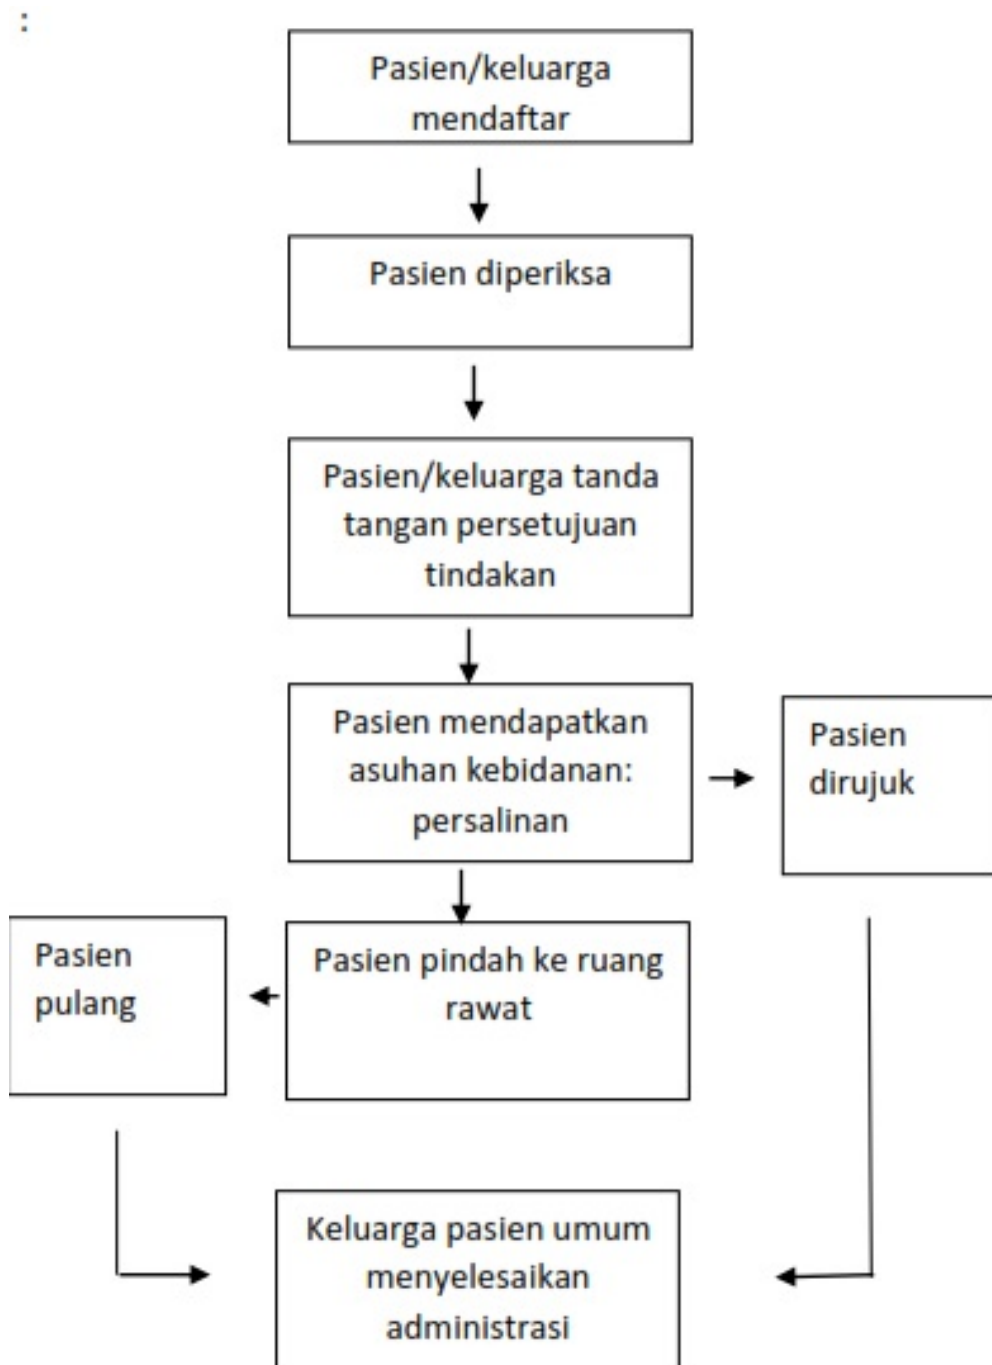 :
Pasien/keluarga
mendaftar
Pasien diperiksa
Pasien/keluarga tanda
tangan persetujuan
tindakan
Pasien mendapatkan
asuhan kebidanan:
persalinan
Pasien
dirujuk
Pasien pindah ke ruang
rawat
Pasien
pulang
Keluarga pasien umum
menyelesaikan
administrasi